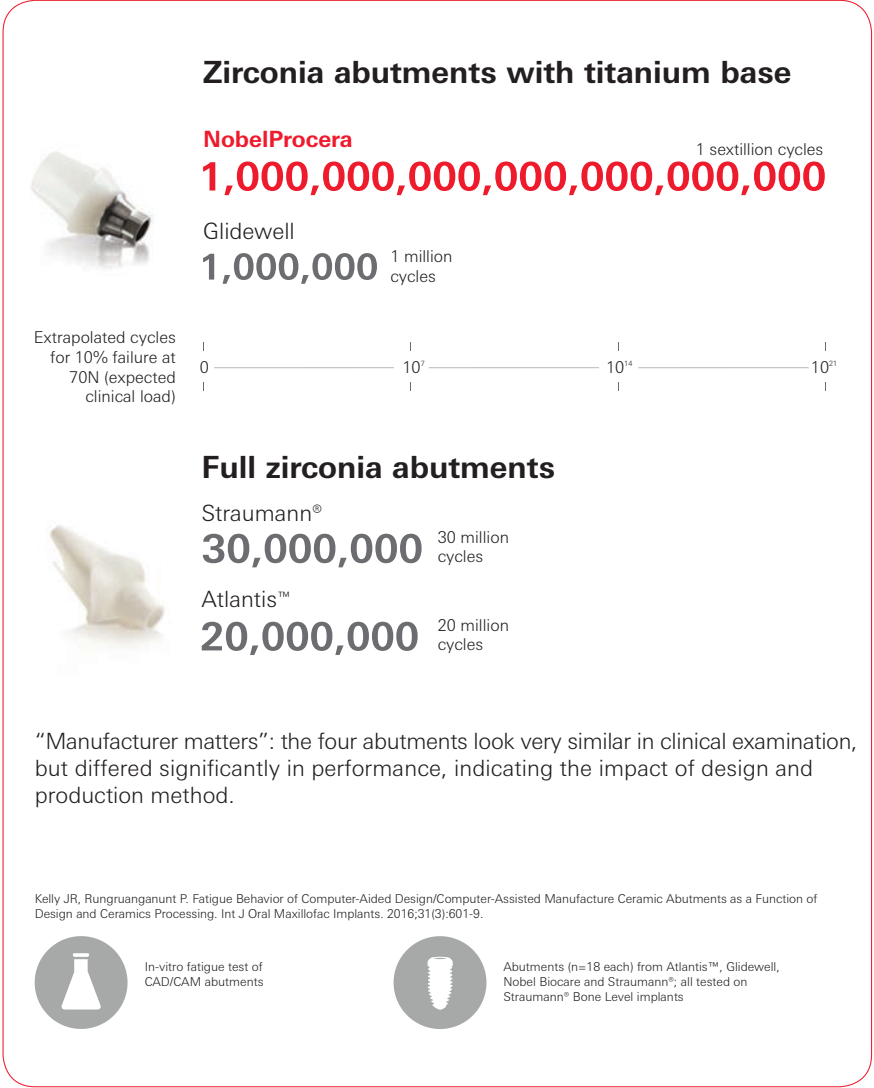 Zirconia abutments with titanium base
NobelProcera
1 sextillion cycles
1,000,000,000,000,000,000,000
Glidewell
1,000,000
1 million
cycles
Extrapolated cycles
for 10% failure at
70N (expected
clinical load)
0
10⁷
10¹⁴
10²¹
Full zirconia abutments
Straumann®
30,000,000
30 million
cycles
Atlantis™
20,000,000
20 million
cycles
“Manufacturer matters”: the four abutments look very similar in clinical examination,
but differed significantly in performance, indicating the impact of design and
production method.
Kelly JR, Rungruanganunt P. Fatigue Behavior of Computer-Aided Design/Computer-Assisted Manufacture Ceramic Abutments as a Function of
Design and Ceramics Processing. Int J Oral Maxillofac Implants. 2016;31(3):601-9.
In-vitro fatigue test of
CAD/CAM abutments
Abutments (n=18 each) from Atlantis™, Glidewell,
Nobel Biocare and Straumann®; all tested on
Straumann® Bone Level implants